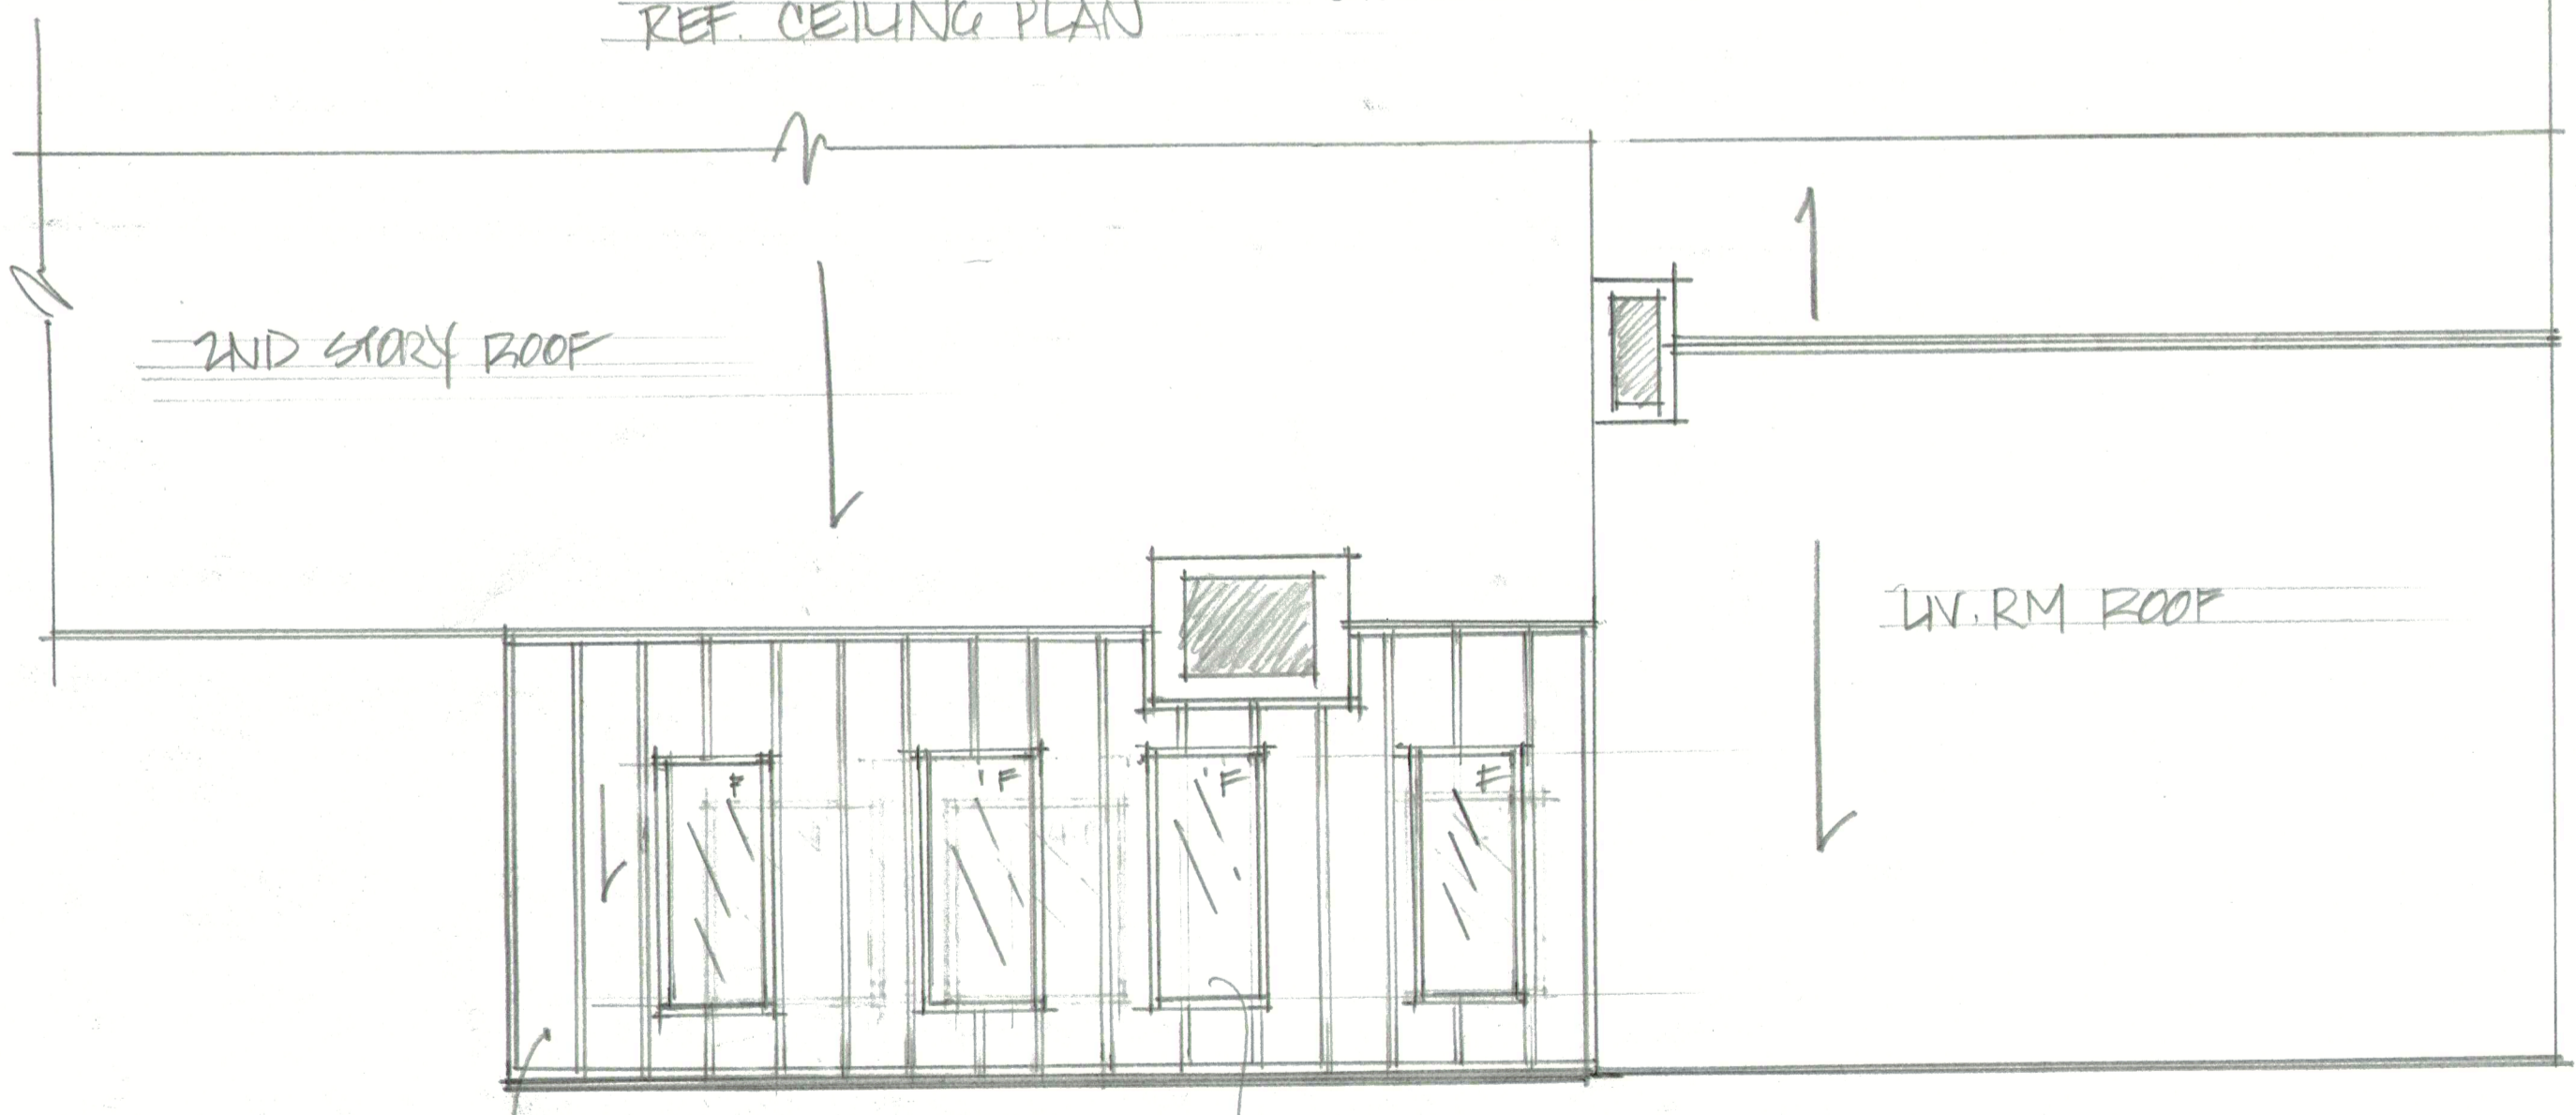 REF. CEILING PLAN
2ND STORY ROOF
LIV. RM ROOF
F
F
F
F